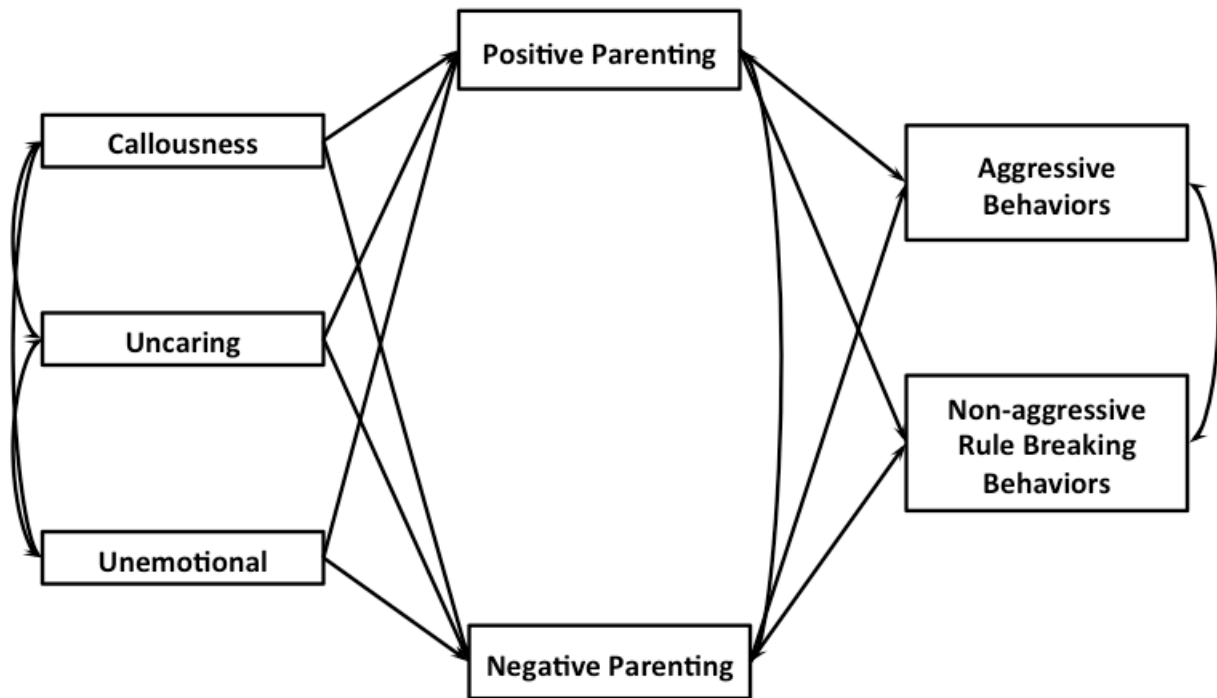 Positive Parenting
Callousness
Aggressive
Behaviors
Uncaring
Non-aggressive
Rule Breaking
Behaviors
Unemotional
Negative Parenting